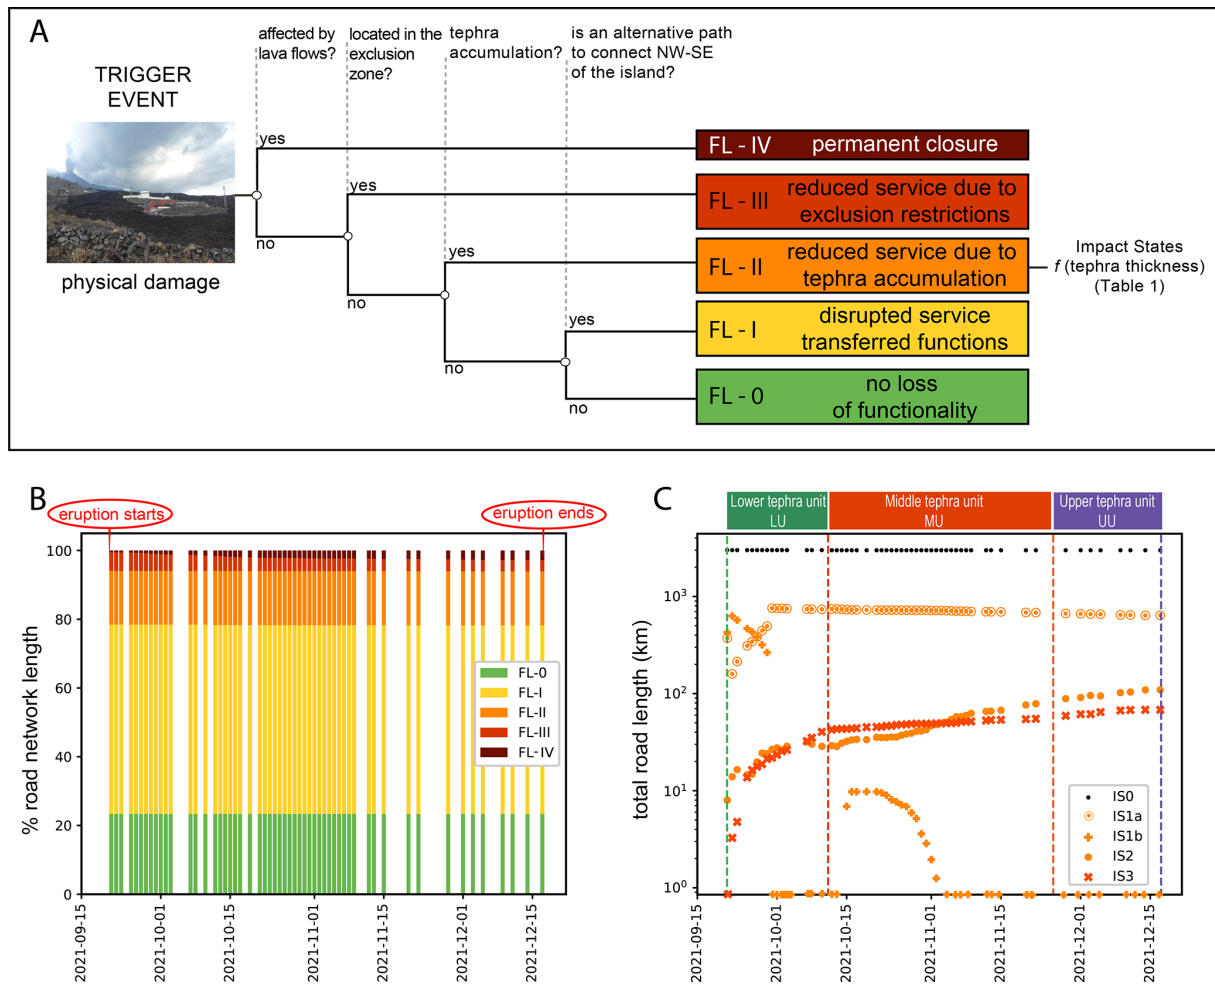 A
affected by
lava flows?
located in the
exclusion
zone?
tephra
accumulation?
is an alternative path
to connect NW-SE
of the island?
TRIGGER
EVENT
physical damage
yes
no
yes
no
yes
no
yes
no
FL - IV permanent closure
FL - III reduced service due to
exclusion restrictions
FL - II reduced service due to
tephra accumulation
FL - I disrupted service
transferred functions
FL - 0 no loss
of functionality
Impact States
f (tephra thickness)
(Table 1)
B
eruption starts
eruption ends
% road network length
100
80
60
40
20
0
FL-0
FL-I
FL-II
FL-III
FL-IV
2021-09-15
2021-10-01
2021-10-15
2021-11-01
2021-11-15
2021-12-01
2021-12-15
C
Lower tephra unit
LU
Middle tephra unit
MU
Upper tephra unit
UU
total road length (km)
10³
10²
10¹
10⁰
IS0
IS1a
IS1b
IS2
IS3
2021-09-15
2021-10-01
2021-10-15
2021-11-01
2021-11-15
2021-12-01
2021-12-15